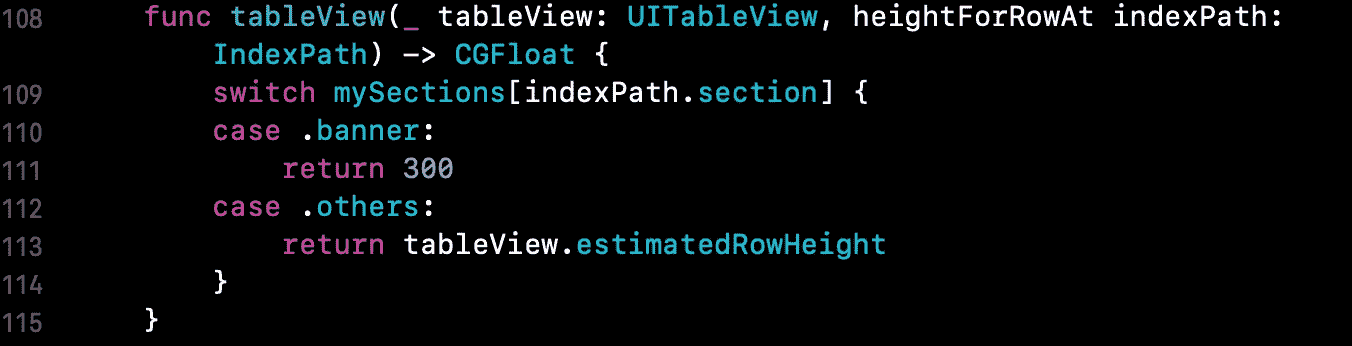 108 func tableView(_ tableView: UITableView, heightForRowAt indexPath:
IndexPath) -> CGFloat {
109 switch mySections[indexPath.section] {
110 case .banner:
111 return 300
112 case .others:
113 return tableView.estimatedRowHeight
114 }
115 }